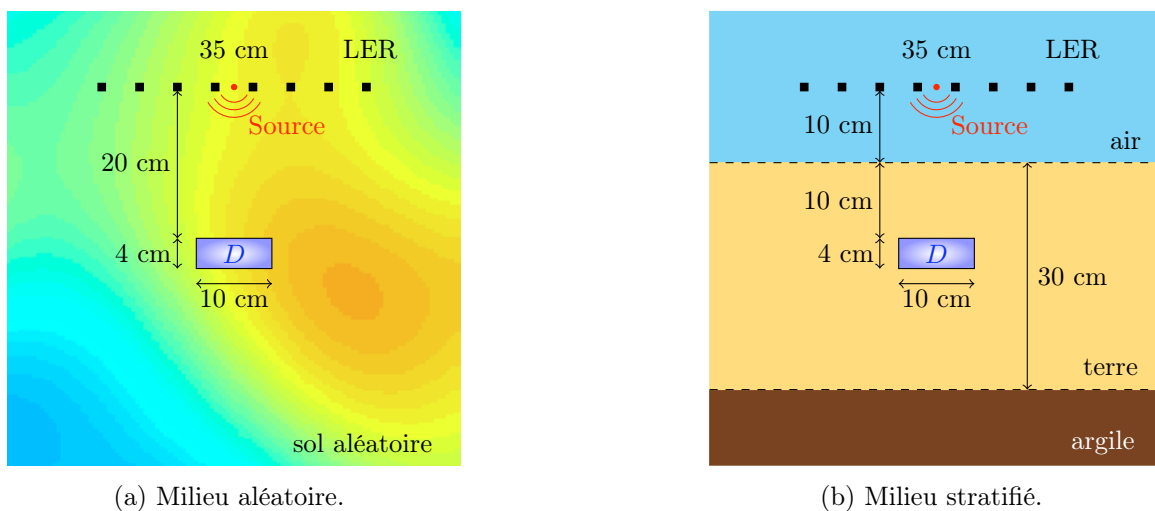 35 cm
LER
Source
20 cm
4 cm
D
10 cm
sol aléatoire
(a) Milieu aléatoire.
35 cm
LER
Source
10 cm
air
10 cm
4 cm
D
10 cm
30 cm
terre
argile
(b) Milieu stratifié.